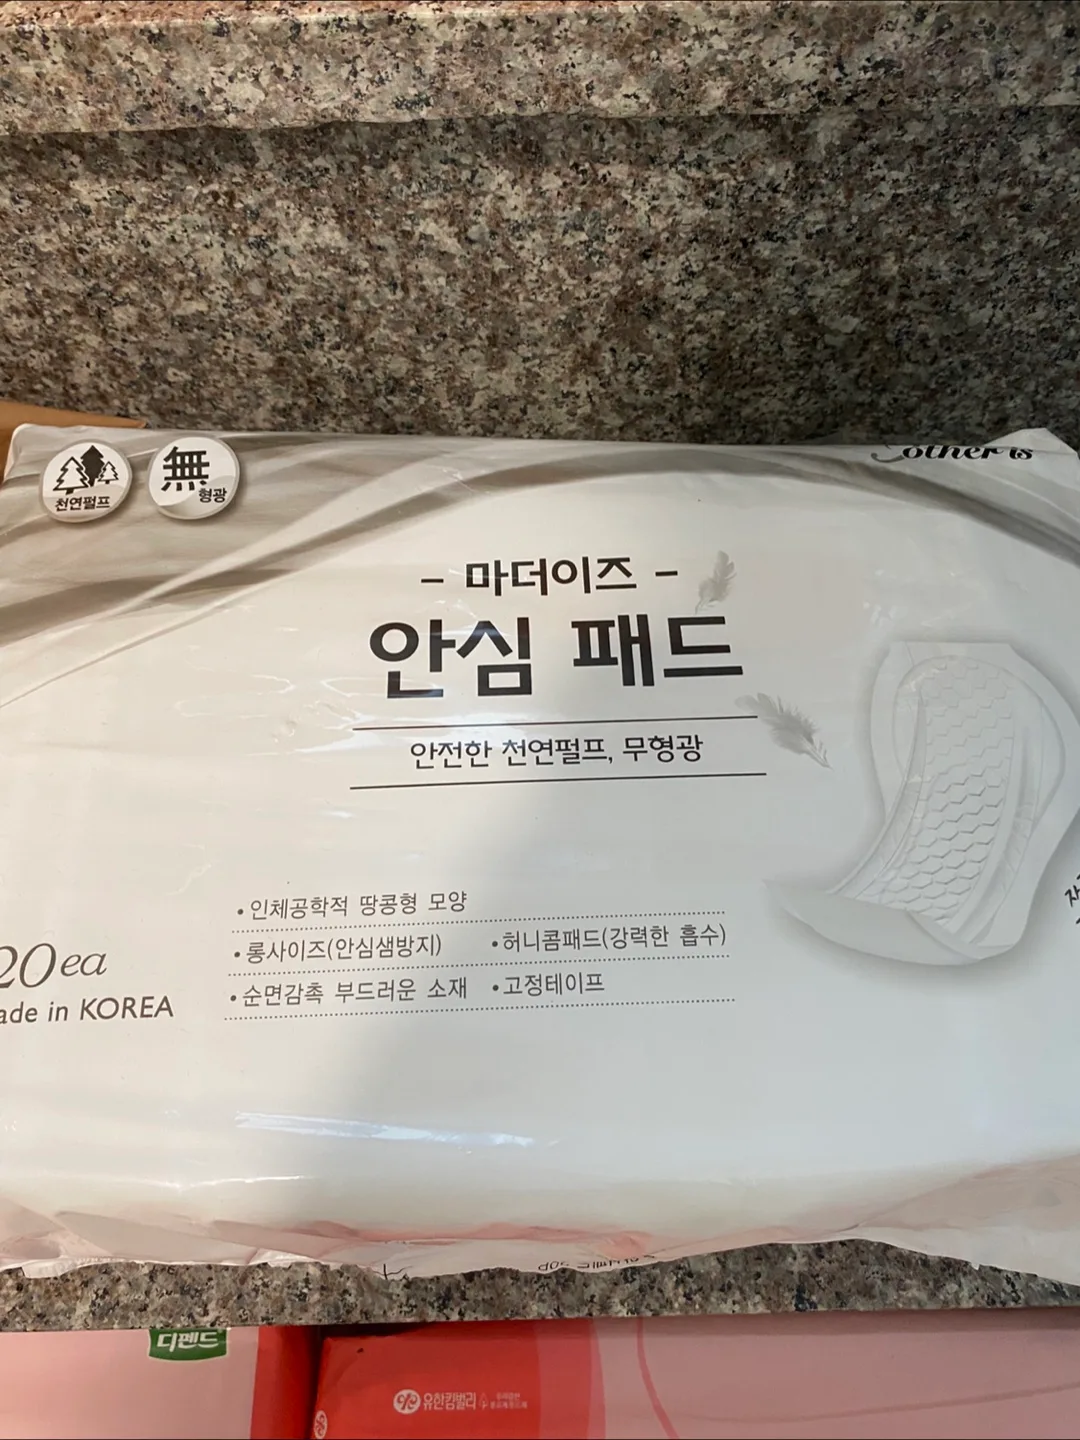 other is
천연펄프
無
형광
- 마더이즈 -
안심 패드
안전한 천연펄프, 무형광
• 인체공학적 땅콩형 모양
• 롱사이즈(안심샘방지) • 허니콤패드(강력한 흡수)
• 순면감촉 부드러운 소재 • 고정테이프
20ea
ade in KOREA
디펜드
유한킴벌리